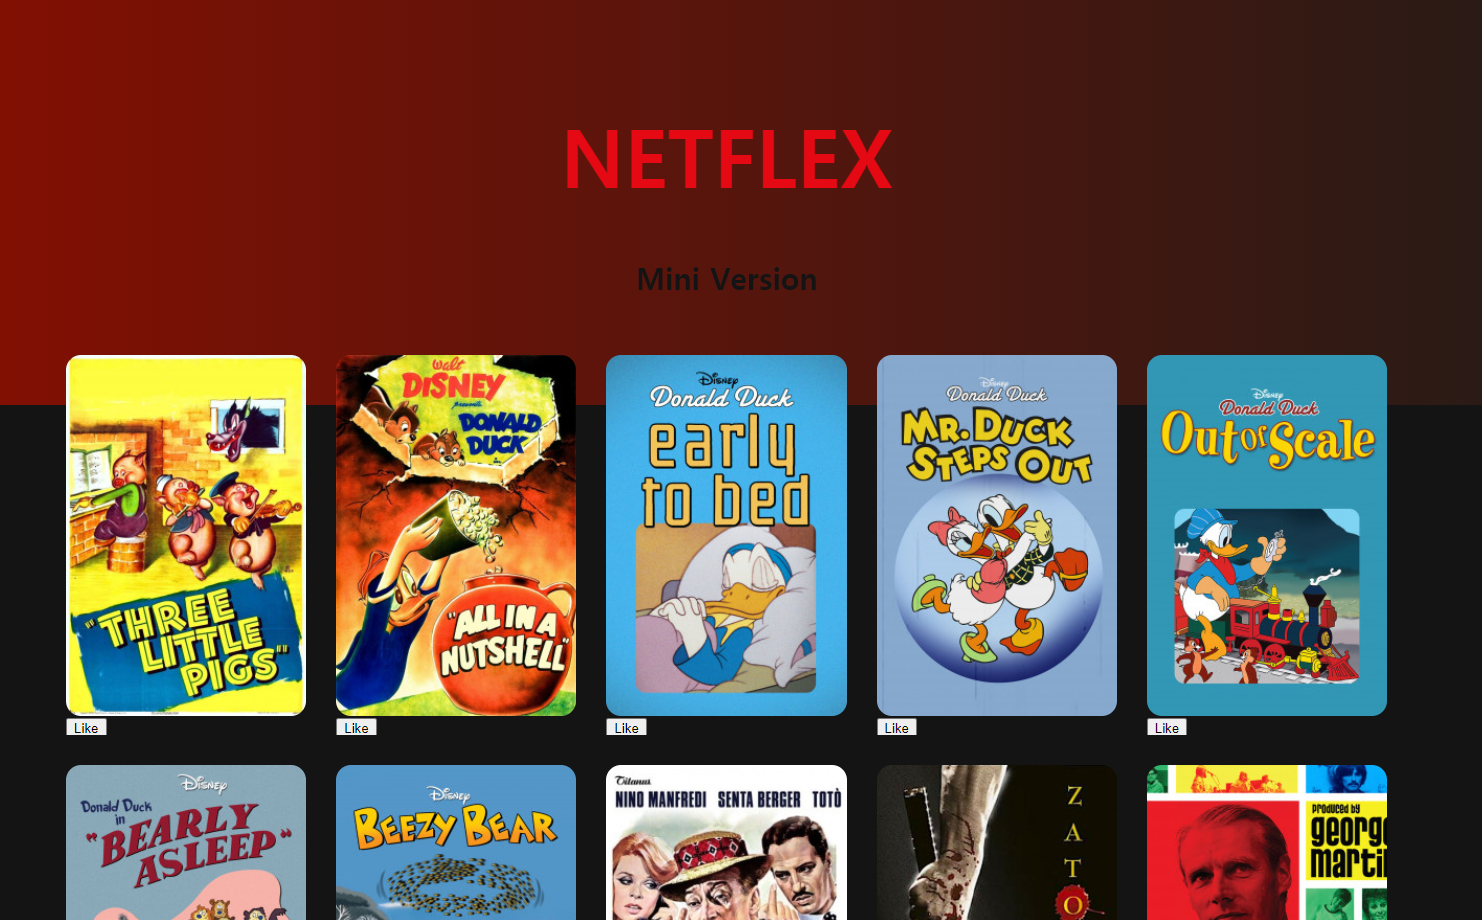 NETFLEX
Mini Version
"THREE
LITTLE
PIGS"
Walt
DISNEY
presents
DONALD
DUCK
"ALL IN A
NUTSHELL"
Disney
Donald Duck
early
to bed
Disney
Donald Duck
MR. DUCK
STEPS OUT
Disney
Donald Duck
Out of Scale
Like
Like
Like
Like
Like
Disney
Donald Duck
in
"BEARLY
ASLEEP"
Disney
BEEZY BEAR
Titanus
NINO MANFREDI SENTA BERGER TOTÒ
Z
A
T
O
PRODUCED by
george
martin